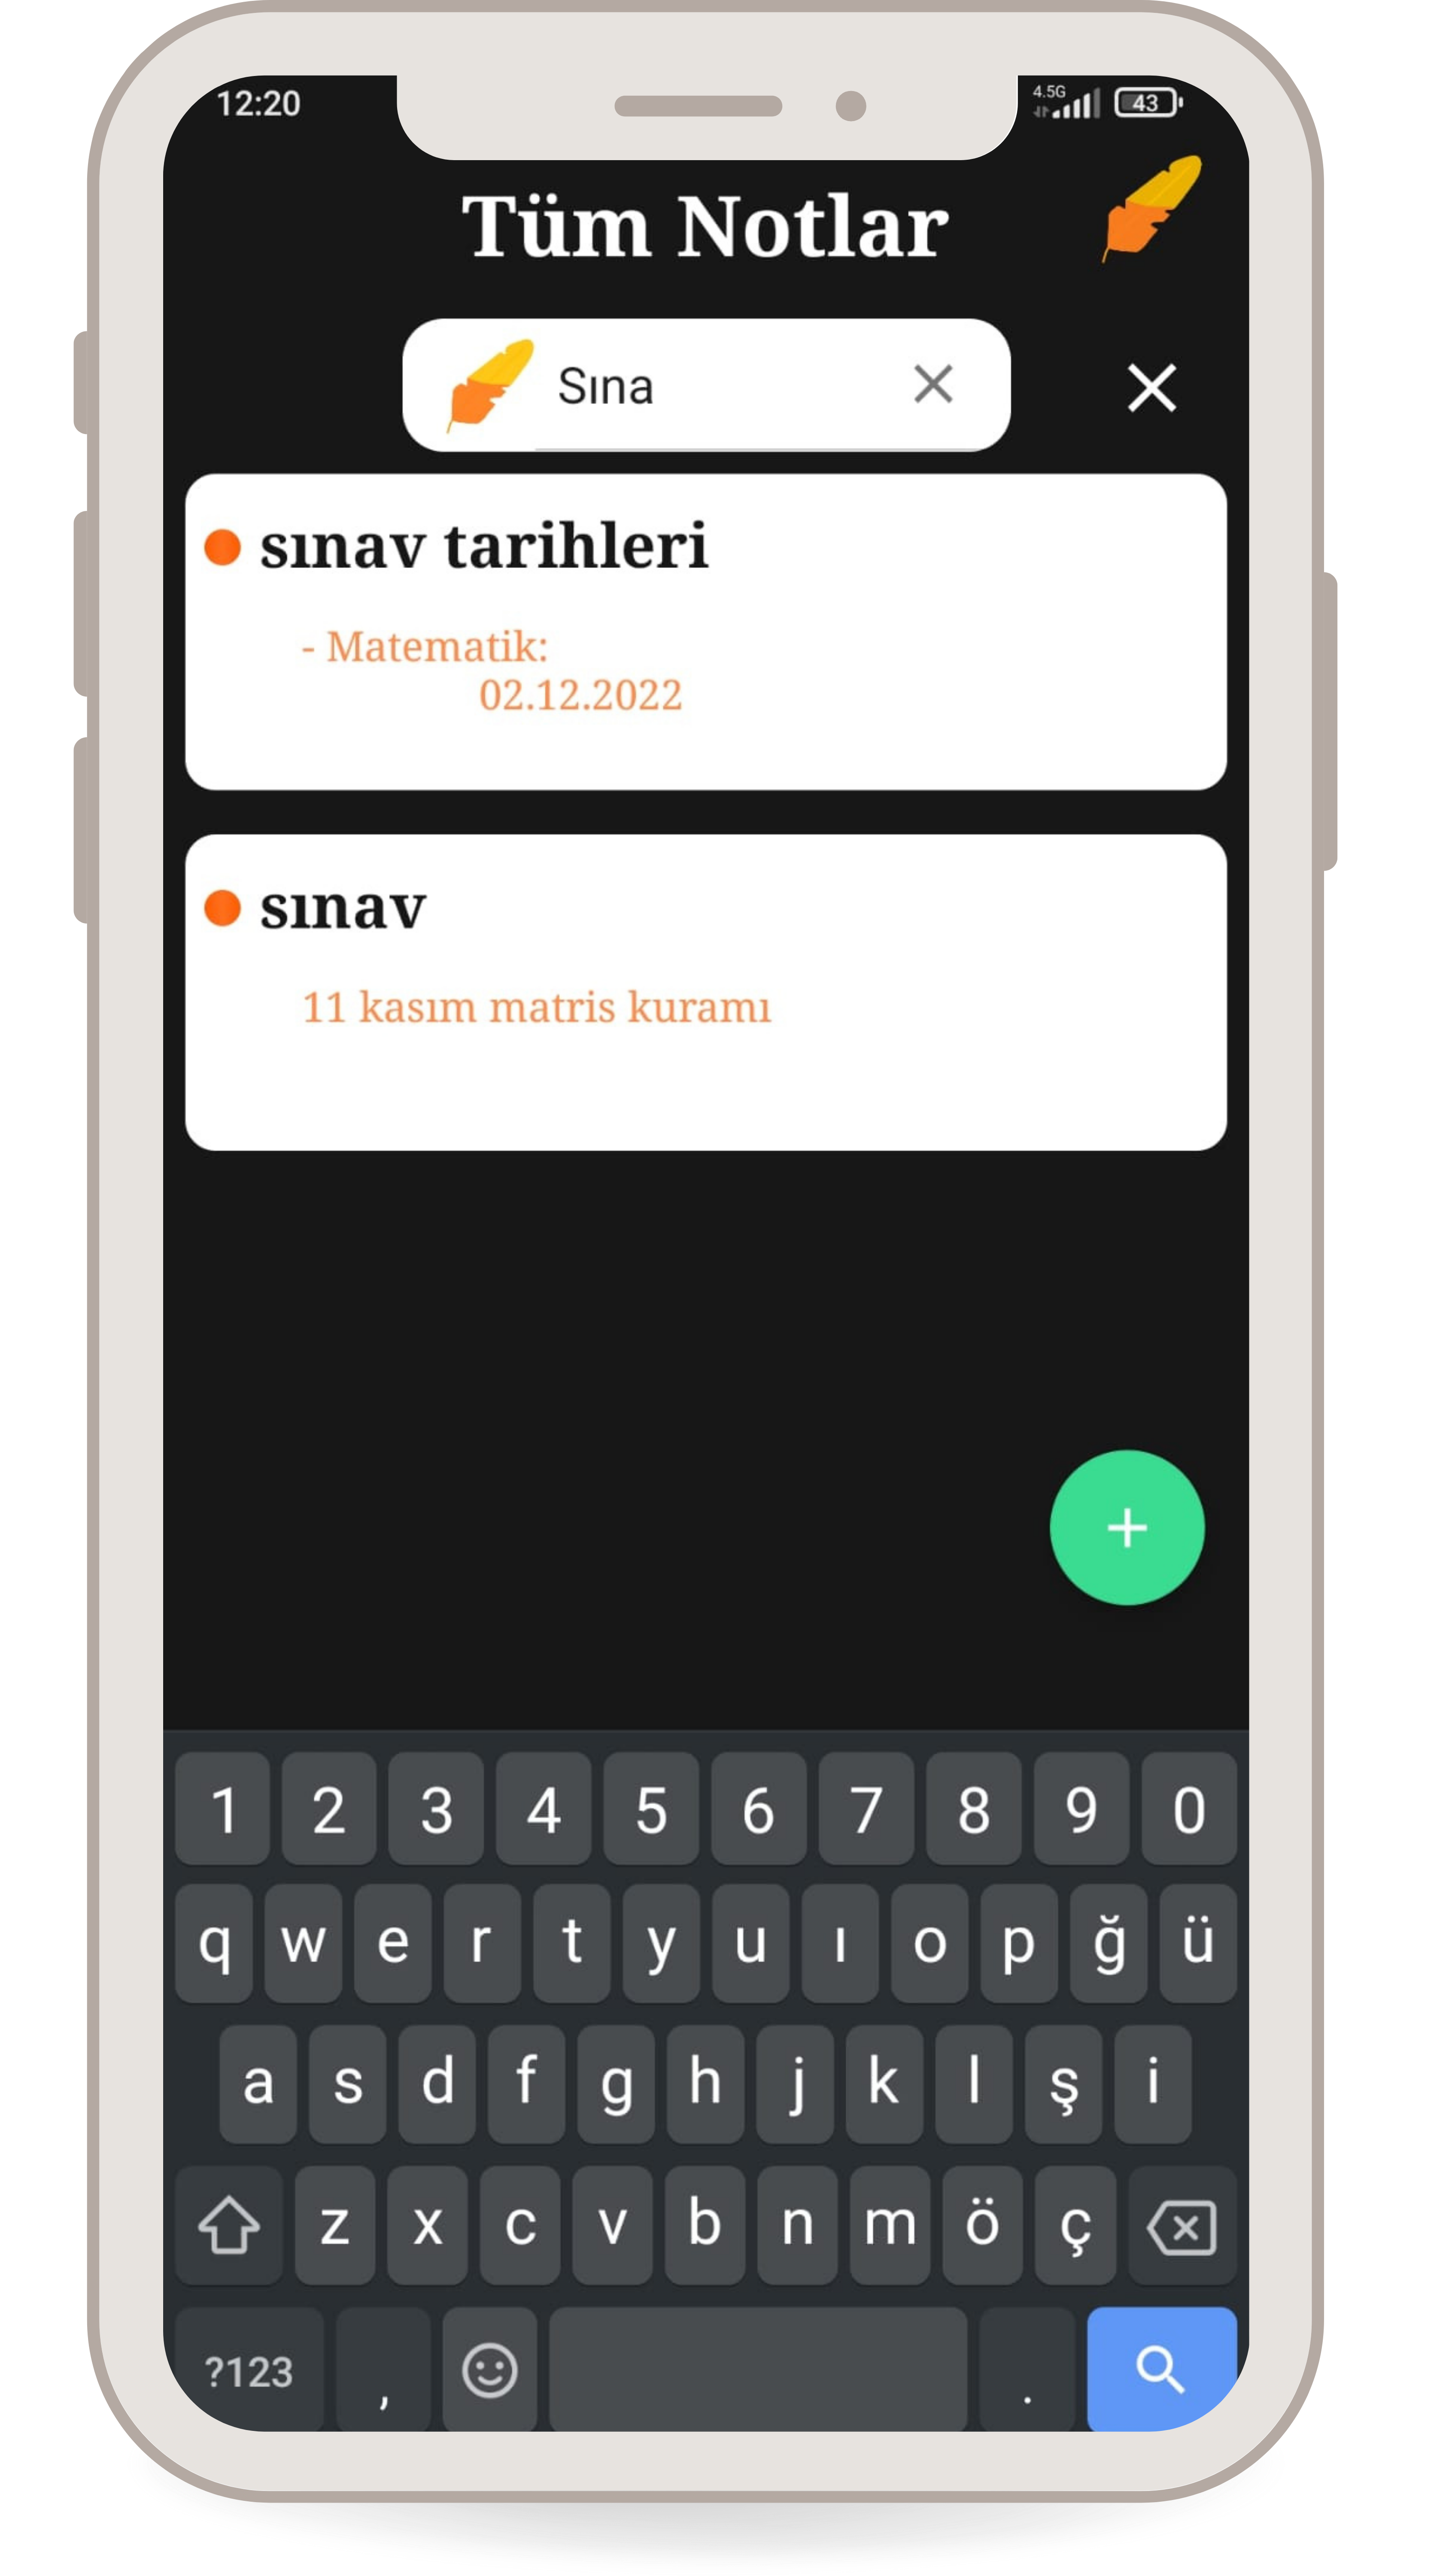 12:20
4.5G
43
Tüm Notlar
Sına
sınav tarihleri
- Matematik:
02.12.2022
sınav
11 kasım matris kuramı
1 2 3 4 5 6 7 8 9 0
q w e r t y u ı o p ğ ü
a s d f g h j k l ş i
z x c v b n m ö ç
?123 , .